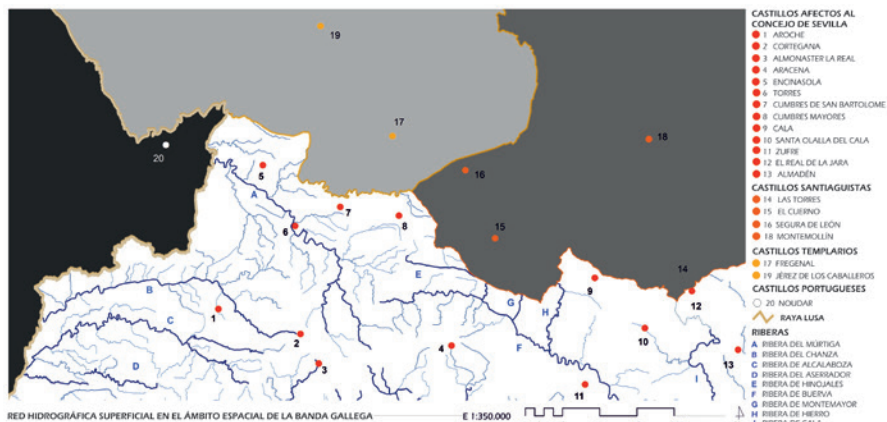 CASTILLOS AFECTOS AL
CONCEJO DE SEVILLA
1 AROCHE
2 CORTEGANA
3 ALMONASTER LA REAL
4 ARACENA
5 ENCINASOLA
6 TORRES
7 CUMBRES DE SAN BARTOLOME
8 CUMBRES MAYORES
9 CALA
10 SANTA OLALLA DEL CALA
11 ZUFRE
12 EL REAL DE LA JARA
13 ALMADÉN
CASTILLOS SANTIAGUISTAS
14 LAS TORRES
15 EL CUERNO
16 SEGURA DE LEÓN
18 MONTEMOLLÍN
CASTILLOS TEMPLARIOS
17 FREGENAL
19 JÉREZ DE LOS CABALLEROS
CASTILLOS PORTUGUESES
20 NOUDAR
RAYA LUSA
RIBERAS
A RIBERA DEL MÚRTIGA
B RIBERA DEL CHANZA
C RIBERA DE ALCALABOZA
D RIBERA DEL ASERRADOR
E RIBERA DE HINOJALES
F RIBERA DE BUERVA
G RIBERA DE MONTEMAYOR
H RIBERA DE HIERRO
I RIBERA DE CALA
19
17
18
20
16
5
A
7
8
6
15
E
14
9
B
G
H
12
1
C
2
4
F
10
3
D
11
I
13
RED HIDROGRÁFICA SUPERFICIAL EN EL ÁMBITO ESPACIAL DE LA BANDA GALLEGA
E 1:350.000